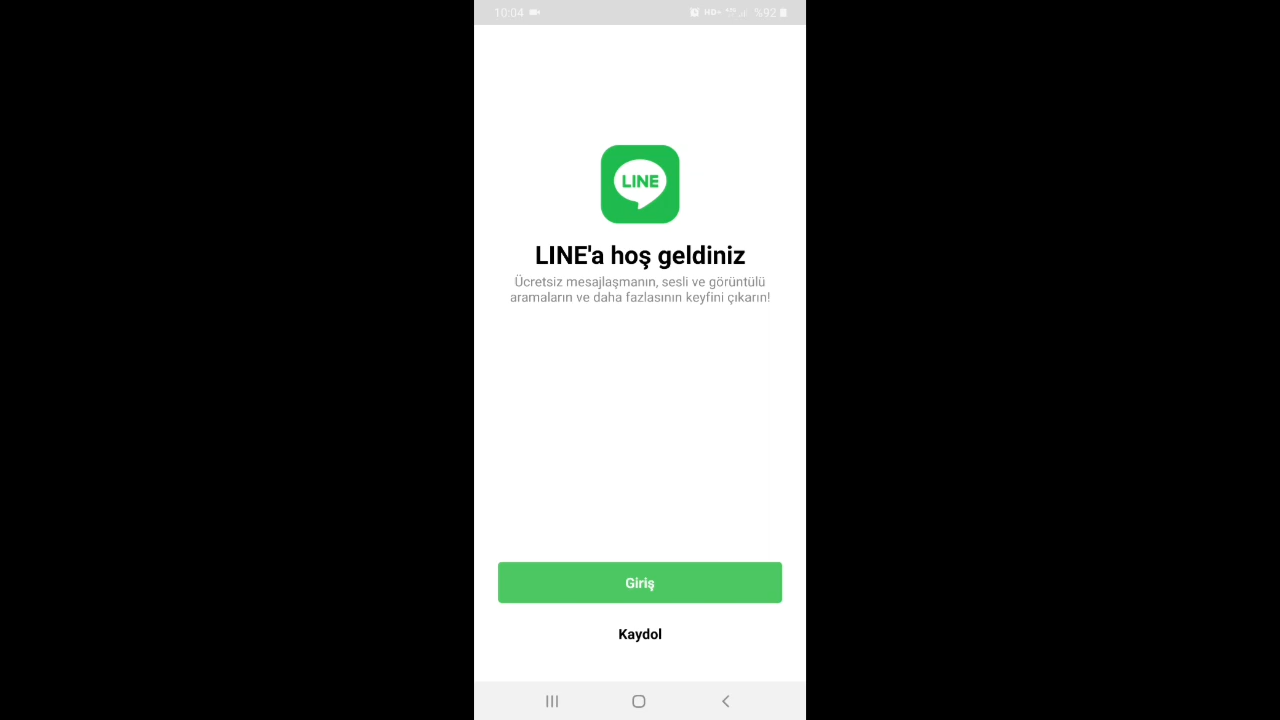 10:04 HD+ %92
LINE
LINE'a hoş geldiniz
Ücretsiz mesajlaşmanın, sesli ve görüntülü
aramaların ve daha fazlasının keyfini çıkarın!
Giriş
Kaydol